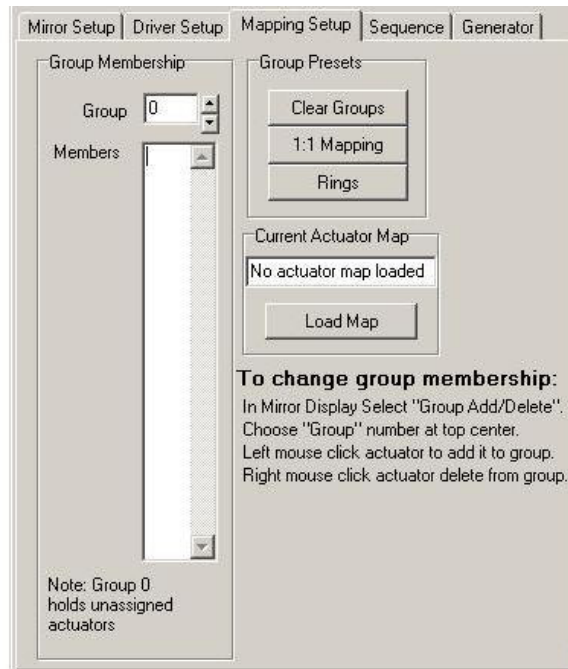 Mirror Setup Driver Setup Mapping Setup Sequence Generator
Group Membership
Group 0
Members
Note: Group 0
holds unassigned
actuators
Group Presets
Clear Groups
1:1 Mapping
Rings
Current Actuator Map
No actuator map loaded
Load Map
To change group membership:
In Mirror Display Select "Group Add/Delete".
Choose "Group" number at top center.
Left mouse click actuator to add it to group.
Right mouse click actuator delete from group.